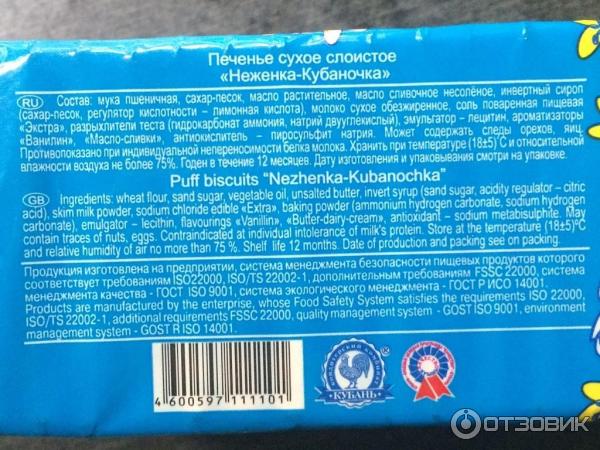 Печенье сухое слоистое
«Неженка-Кубаночка»
RU Состав: мука пшеничная, сахар-песок, масло растительное, масло сливочное несолёное, инвертный сироп
(сахар-песок, регулятор кислотности – лимонная кислота), молоко сухое обезжиренное, соль поваренная пищевая
«Экстра», разрыхлители теста (гидрокарбонат аммония, натрий двууглекислый), эмульгатор – лецитин, ароматизаторы
«Ванилин», «Масло-сливки», антиокислитель – пиросульфит натрия. Может содержать следы орехов, яиц.
Противопоказано при индивидуальной непереносимости белка молока. Хранить при температуре (18±5)°С и относительной
влажности воздуха не более 75%. Годен в течение 12 месяцев. Дату изготовления и упаковывания смотри на упаковке.
Puff biscuits "Nezhenka-Kubanochka"
GB Ingredients: wheat flour, sand sugar, vegetable oil, unsalted butter, invert syrup (sand sugar, acidity regulator – citric
acid), skim milk powder, sodium chloride edible «Extra», baking powder (ammonium hydrogen carbonate, sodium hydrogen
carbonate), emulgator – lecithin, flavourings «Vanillin», «Butter-dairy-cream», antioxidant – sodium metabisulphite. May
contain traces of nuts, eggs. Contraindicated at individual intolerance of milk's protein. Store at the temperature (18±5)°C
and relative humidity of air no more than 75 %. Shelf life 12 months. Date of production and packing see on packing.
Продукция изготовлена на предприятии, система менеджмента безопасности пищевых продуктов которого
соответствует требованиям ISO22000, ISO/TS 22002-1, дополнительным требованиям FSSC 22000, система
менеджмента качества - ГОСТ ISO 9001, система экологического менеджмента - ГОСТ Р ИСО 14001.
Products are manufactured by the enterprise, whose Food Safety System satisfies the requirements ISO 22000,
ISO/TS 22002-1, additional requirements FSSC 22000, quality management system - GOST ISO 9001, environment
management system - GOST R ISO 14001.
4 600597 111101
КОНДИТЕРСКИЙ КОМБИНАТ
КУБАНЬ
®
ОТЗОВИК